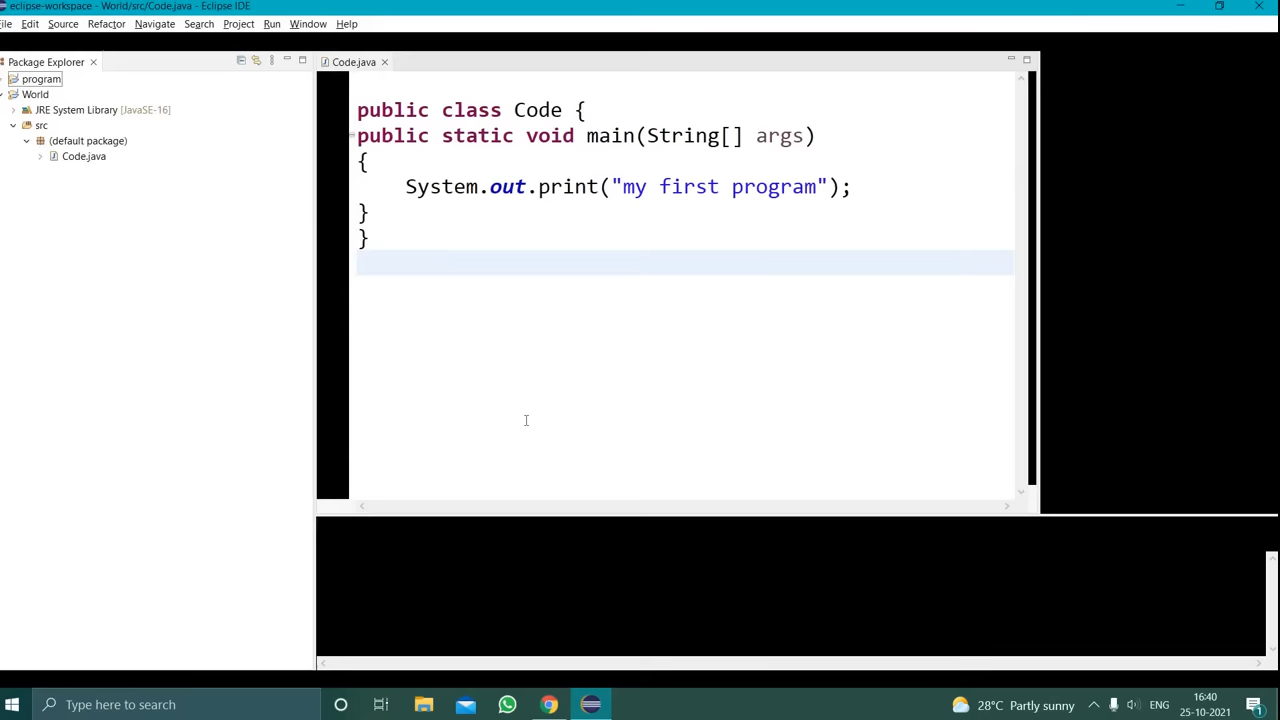 eclipse-workspace - World/src/Code.java - Eclipse IDE
File Edit Source Refactor Navigate Search Project Run Window Help
Package Explorer
Code.java
program
World
JRE System Library [JavaSE-16]
src
(default package)
Code.java
public class Code {
public static void main(String[] args)
{
System.out.print("my first program");
}
}
Type here to search
28°C Partly sunny
ENG
16:40
25-10-2021
1